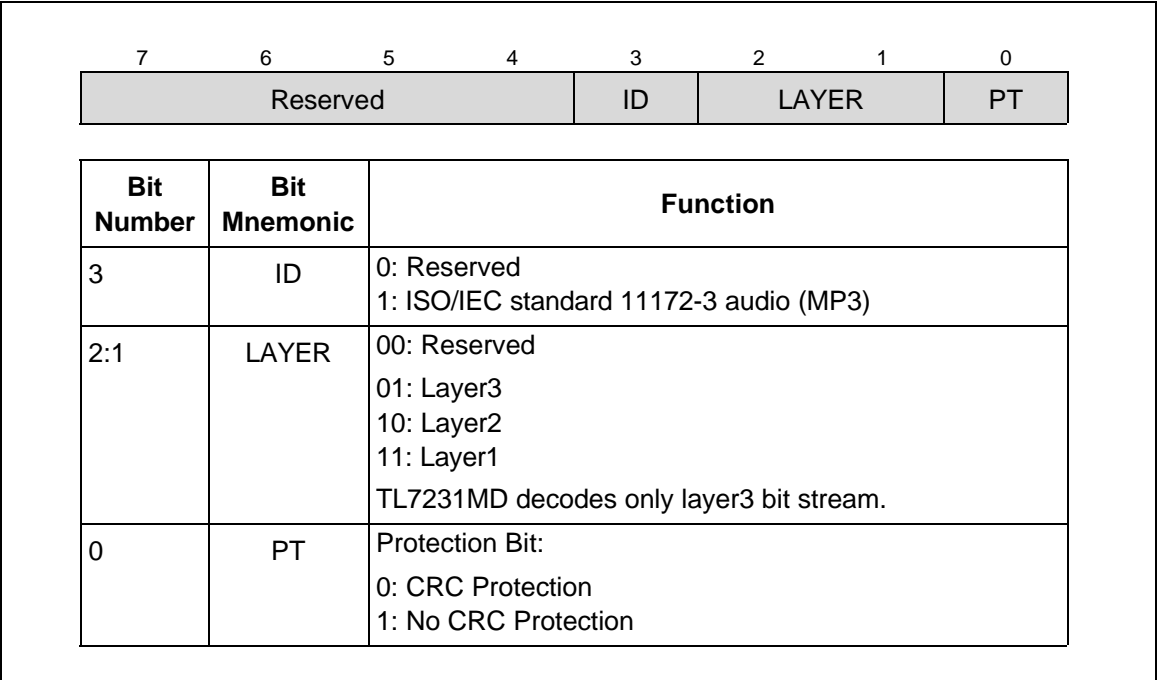 7 6 5 4 3 2 1 0
Reserved ID LAYER PT
Bit Number Bit Mnemonic Function
3 ID 0: Reserved
1: ISO/IEC standard 11172-3 audio (MP3)
2:1 LAYER 00: Reserved
01: Layer3
10: Layer2
11: Layer1
TL7231MD decodes only layer3 bit stream.
0 PT Protection Bit:
0: CRC Protection
1: No CRC Protection